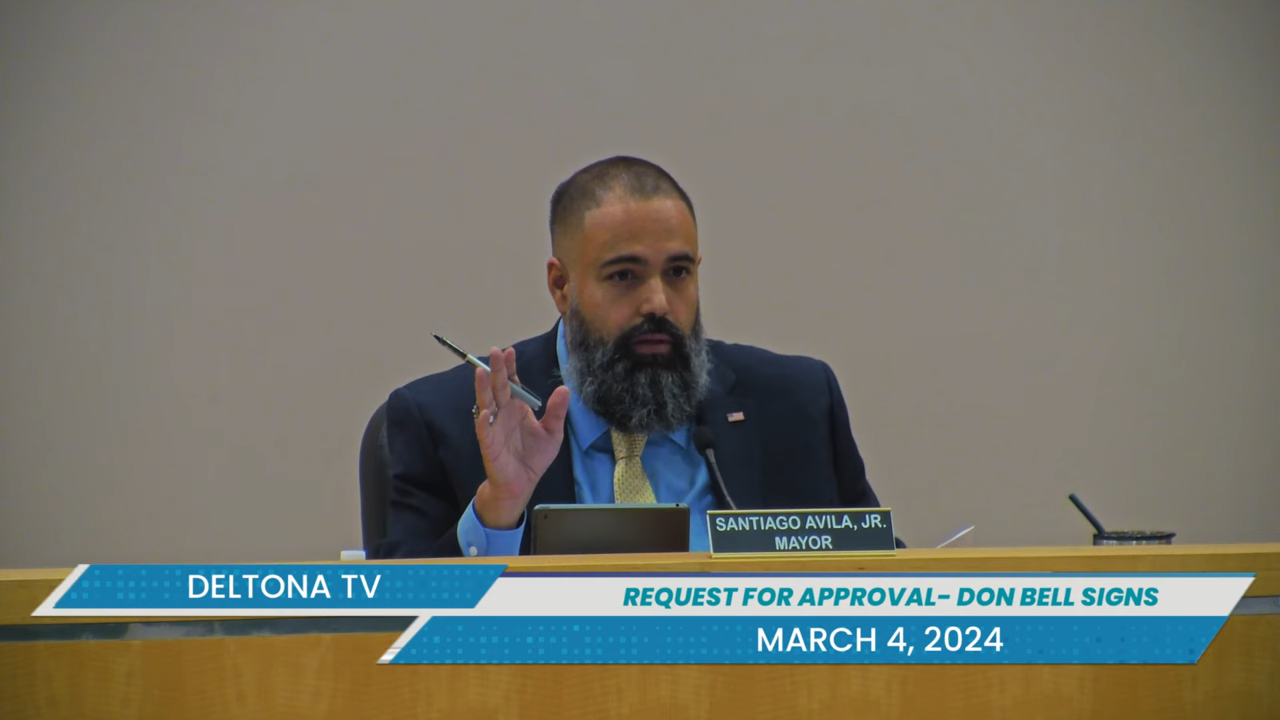 SANTIAGO AVILA, JR.
MAYOR
DELTONA TV
REQUEST FOR APPROVAL- DON BELL SIGNS
MARCH 4, 2024